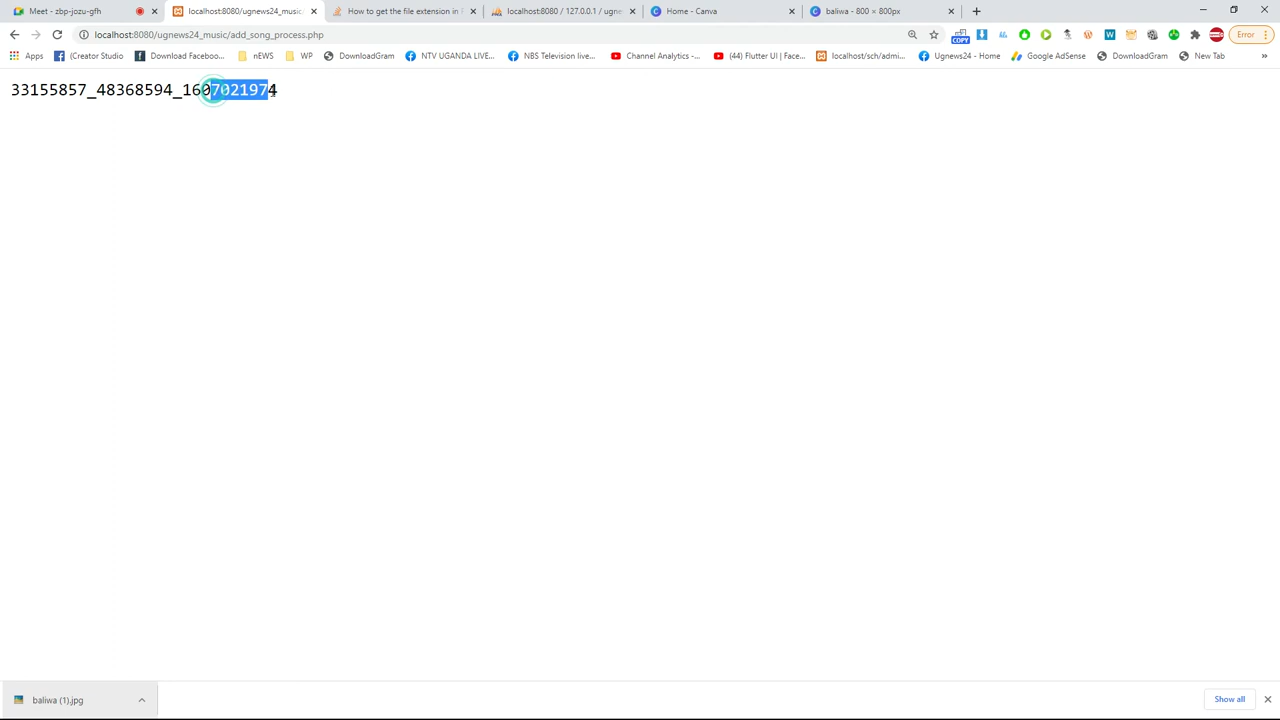 Meet - zbp-jozu-gfh
localhost:8080/ugnews24_music/
How to get the file extension in P
localhost:8080 / 127.0.0.1 / ugne
Home - Canva
baliwa - 800 × 800px
localhost:8080/ugnews24_music/add_song_process.php
COPY
Error
Apps
(Creator Studio
Download Faceboo...
nEWS
WP
DownloadGram
NTV UGANDA LIVE...
NBS Television live...
Channel Analytics -...
(44) Flutter UI | Face...
localhost/sch/admi...
Ugnews24 - Home
Google AdSense
DownloadGram
New Tab
33155857_48368594_1607021974
baliwa (1).jpg
Show all